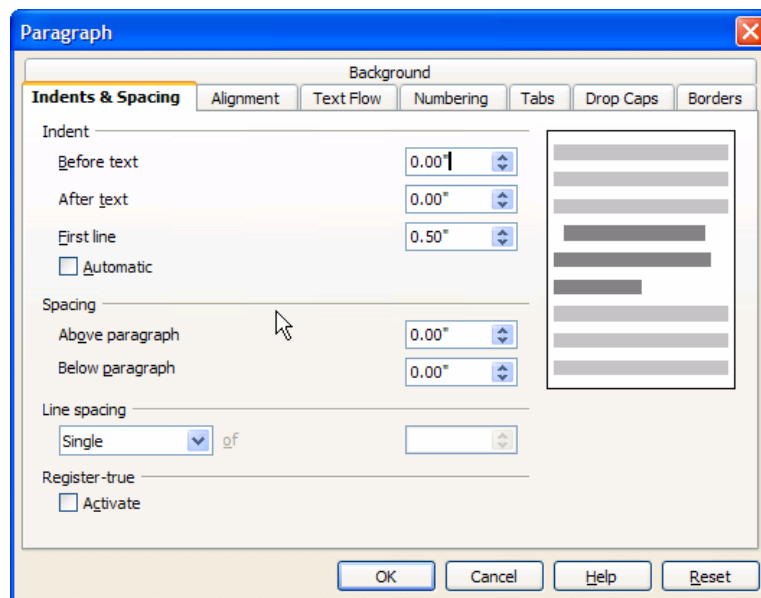 Paragraph
Background
Indents & Spacing Alignment Text Flow Numbering Tabs Drop Caps Borders
Indent
Before text 0.00"
After text 0.00"
First line 0.50"
Automatic
Spacing
Above paragraph 0.00"
Below paragraph 0.00"
Line spacing
Single of
Register-true
Activate
OK Cancel Help Reset